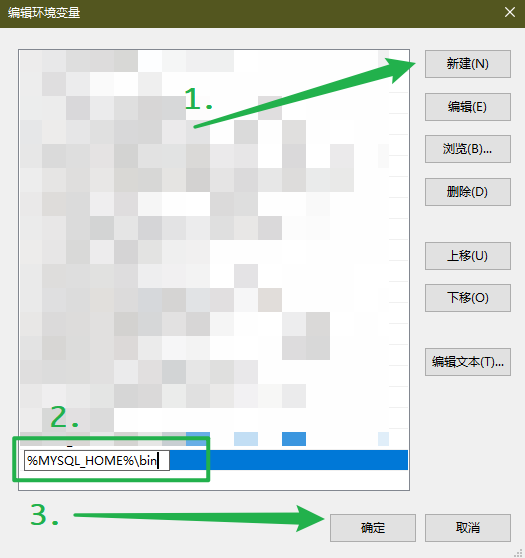 编辑环境变量
1.
新建(N)
编辑(E)
浏览(B)...
删除(D)
上移(U)
下移(O)
编辑文本(T)...
2.
%MYSQL_HOME%\bin
3.
确定
取消